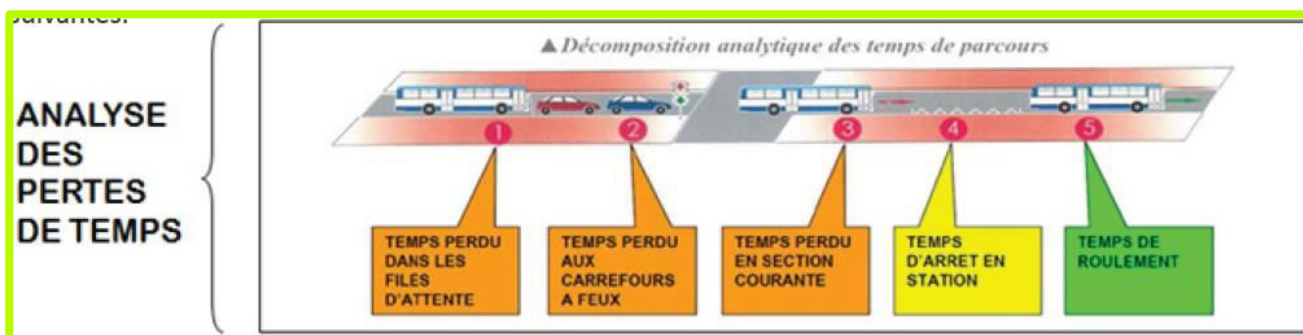 suivantes.
▲ Décomposition analytique des temps de parcours
ANALYSE
DES
PERTES
DE TEMPS
1 2 3 4 5
TEMPS PERDU
DANS LES
FILES
D'ATTENTE
TEMPS PERDU
AUX
CARREFOURS
A FEUX
TEMPS PERDU
EN SECTION
COURANTE
TEMPS
D'ARRET EN
STATION
TEMPS DE
ROULEMENT